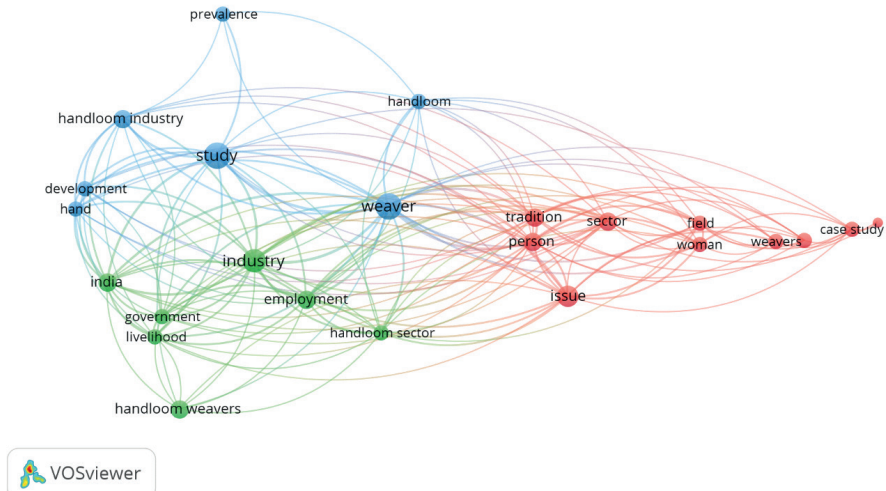 prevalence
handloom
handloom industry
study
development
hand
weaver
tradition
sector
field
case study
person
woman
weavers
industry
india
employment
issue
government
handloom sector
livelihood
handloom weavers
VOSviewer